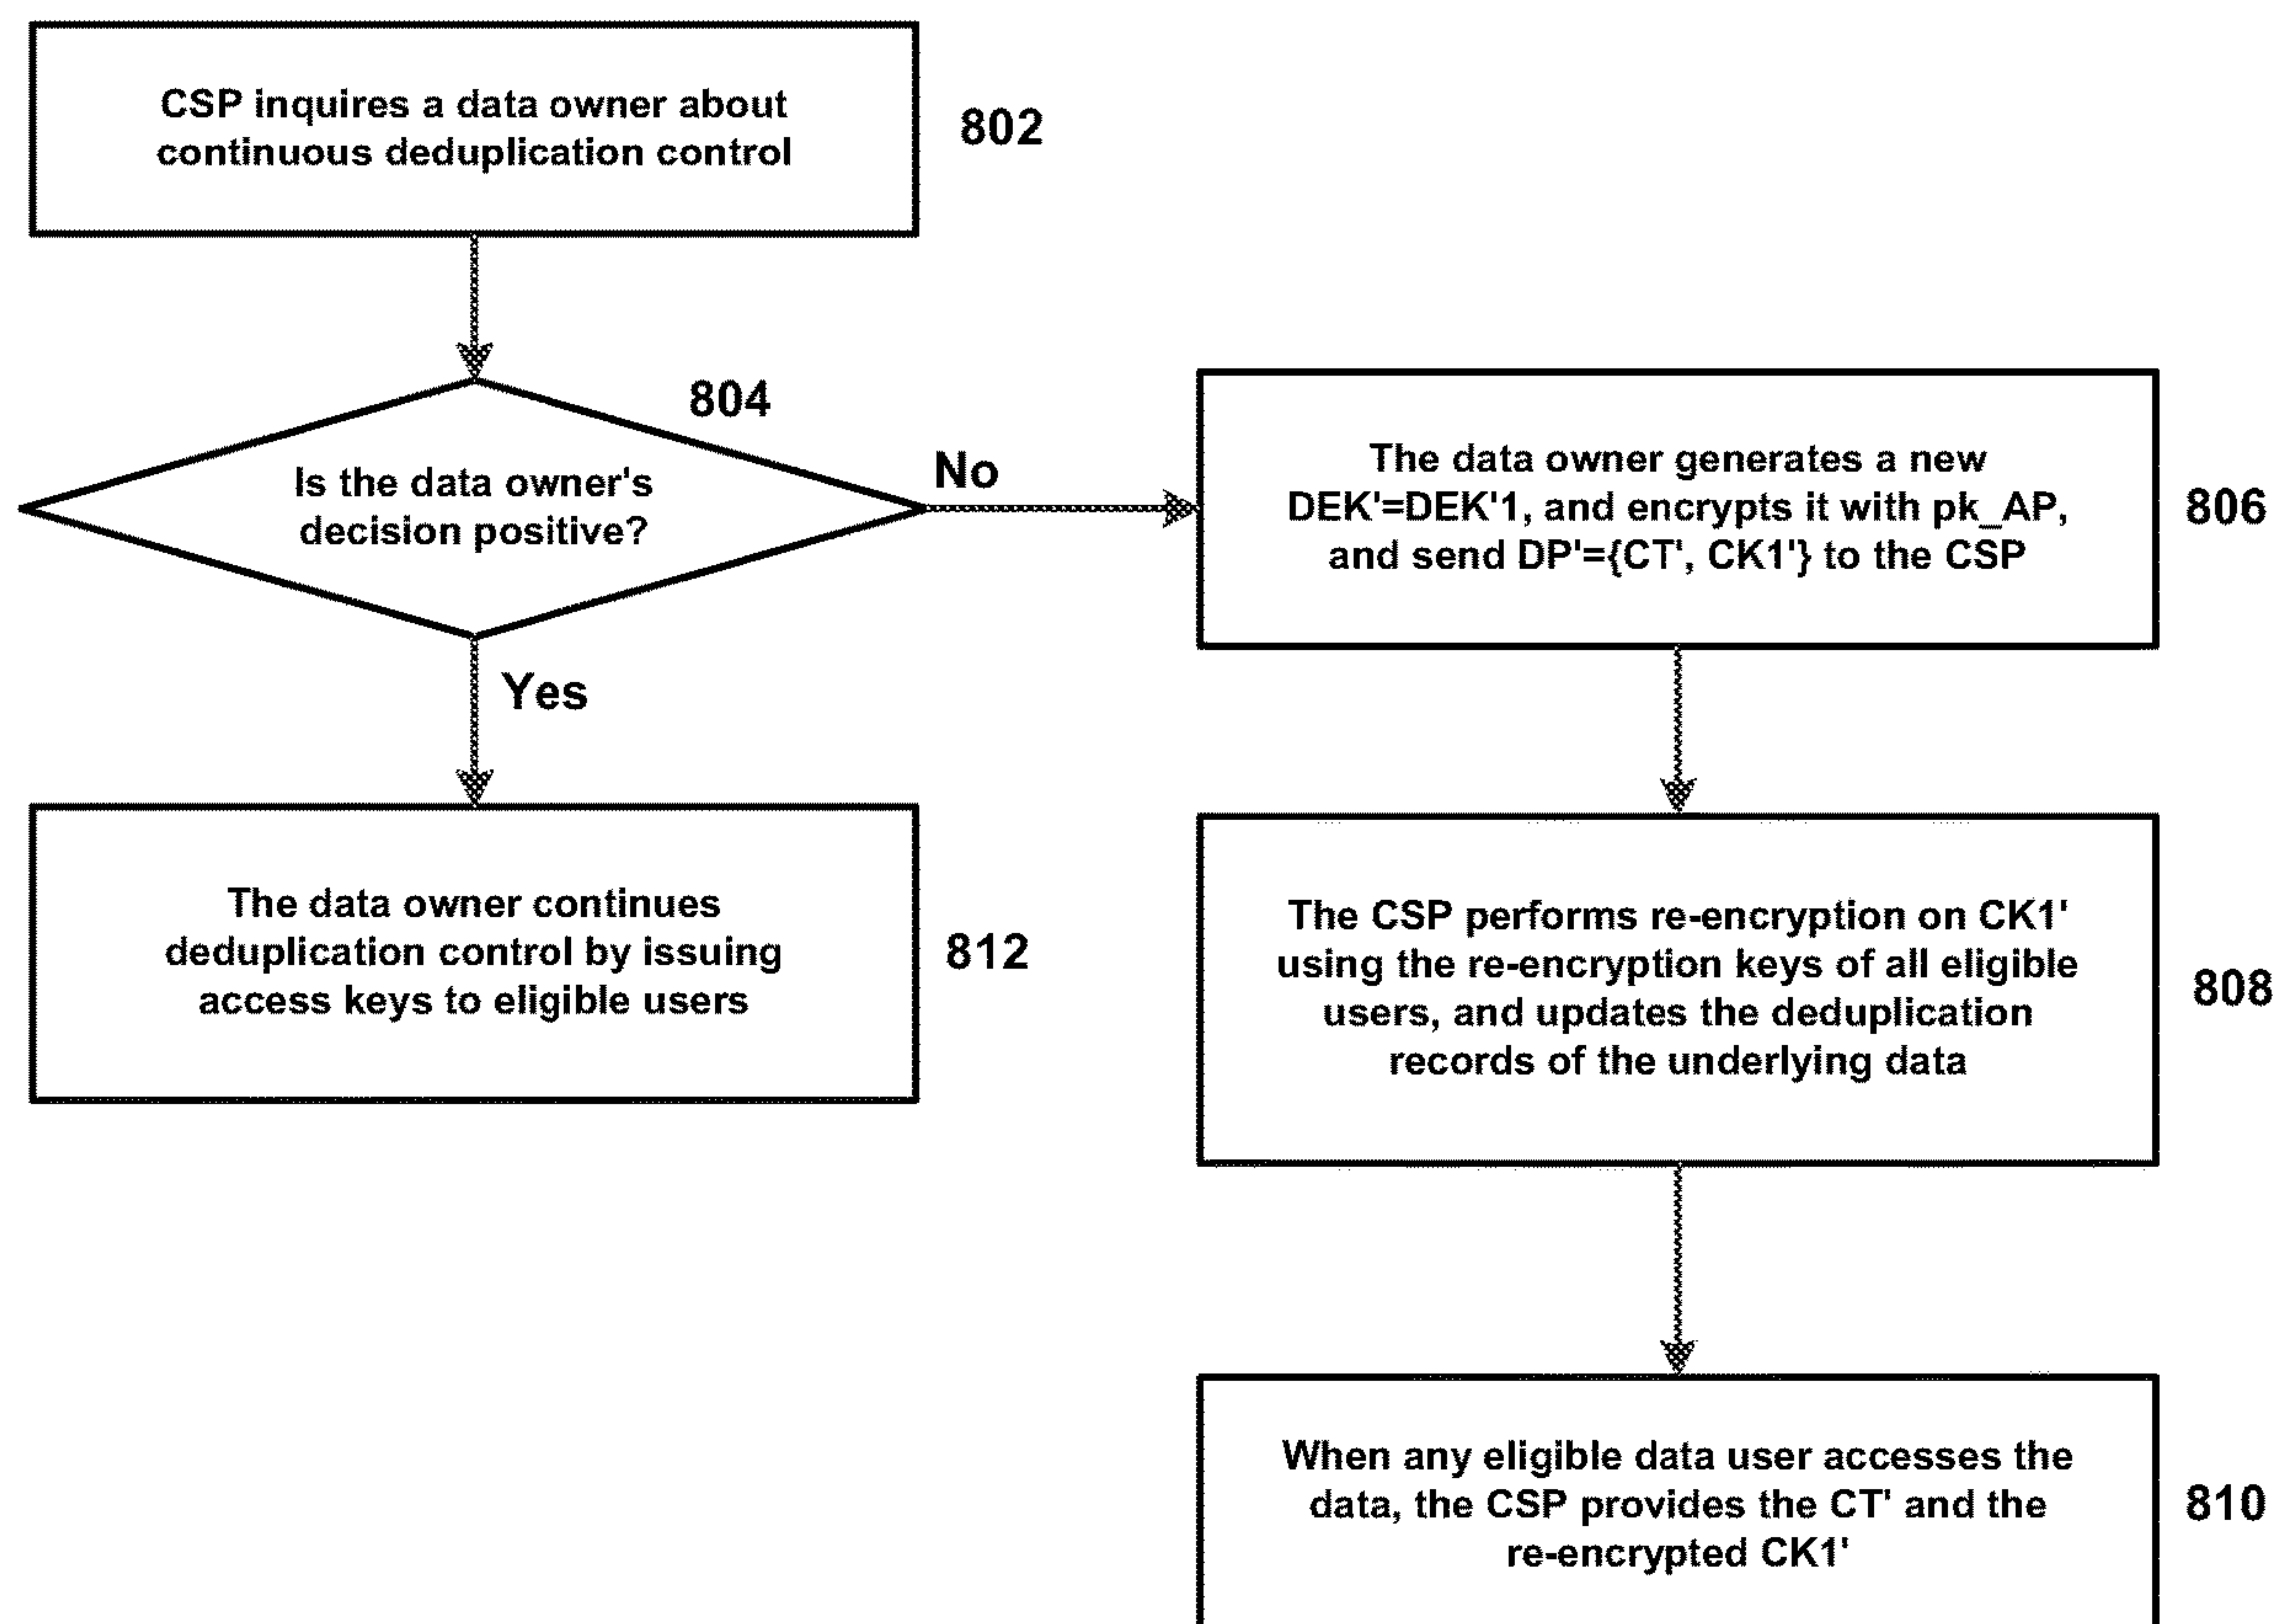 CSP inquires a data owner about
continuous deduplication control
802
804
Is the data owner's
decision positive?
No
Yes
The data owner generates a new
DEK'=DEK'1, and encrypts it with pk_AP,
and send DP'={CT', CK1'} to the CSP
806
The data owner continues
deduplication control by issuing
access keys to eligible users
812
The CSP performs re-encryption on CK1'
using the re-encryption keys of all eligible
users, and updates the deduplication
records of the underlying data
808
When any eligible data user accesses the
data, the CSP provides the CT' and the
re-encrypted CK1'
810